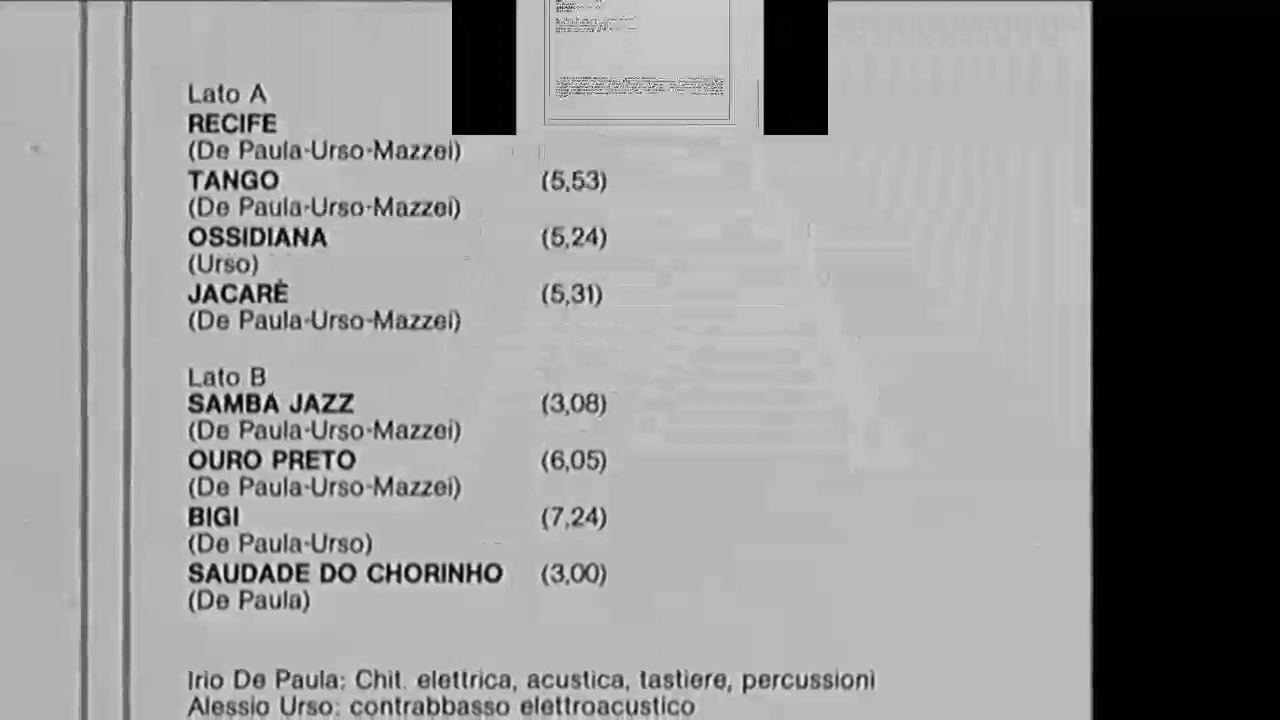 Lato A
RECIFE
(De Paula-Urso-Mazzei)
TANGO (5,53)
(De Paula-Urso-Mazzei)
OSSIDIANA (5,24)
(Urso)
JACARÈ (5,31)
(De Paula-Urso-Mazzei)
Lato B
SAMBA JAZZ (3,08)
(De Paula-Urso-Mazzei)
OURO PRETO (6,05)
(De Paula-Urso-Mazzei)
BIGI (7,24)
(De Paula-Urso)
SAUDADE DO CHORINHO (3,00)
(De Paula)
Irio De Paula: Chit. elettrica, acustica, tastiere, percussioni
Alessio Urso: contrabbasso elettroacustico